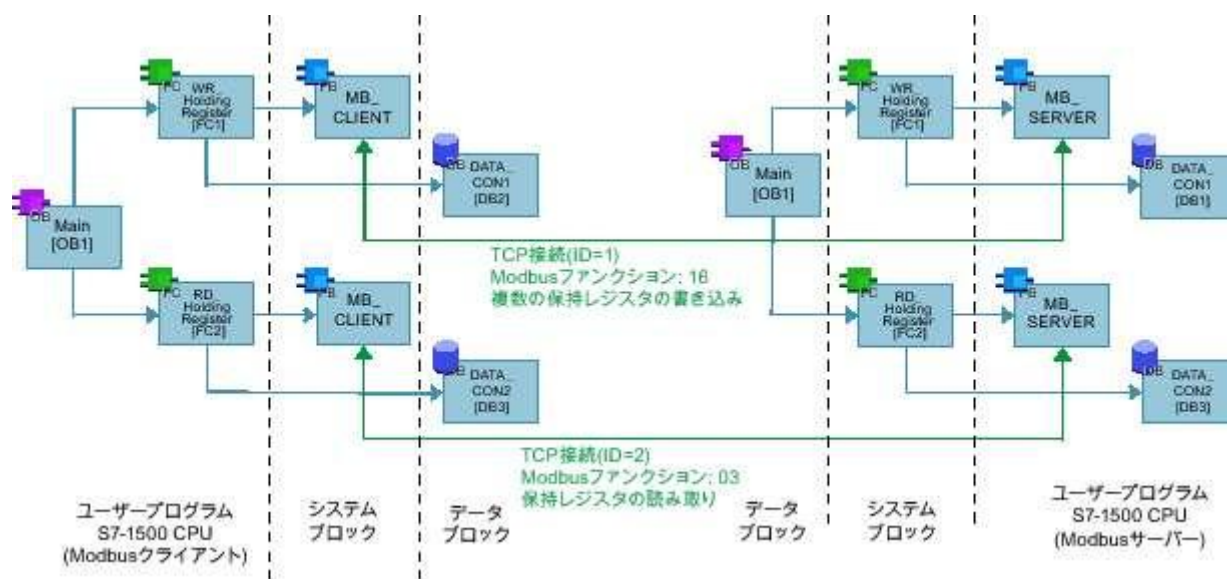 FC
WR_
Holding
Register
[FC1]
FB
MB_
CLIENT
DB
DATA_
CON1
[DB2]
OB
Main
[OB1]
FC
RD_
Holding
Register
[FC2]
FB
MB_
CLIENT
DB
DATA_
CON2
[DB3]
TCP接続(ID=1)
Modbusファンクション: 16
複数の保持レジスタの書き込み
TCP接続(ID=2)
Modbusファンクション: 03
保持レジスタの読み取り
OB
Main
[OB1]
FC
WR_
Holding
Register
[FC1]
FB
MB_
SERVER
DB
DATA_
CON1
[DB1]
FC
RD_
Holding
Register
[FC2]
FB
MB_
SERVER
DB
DATA_
CON2
[DB3]
ユーザープログラム
S7-1500 CPU
(Modbusクライアント)
システム
ブロック
データ
ブロック
データ
ブロック
システム
ブロック
ユーザープログラム
S7-1500 CPU
(Modbusサーバー)